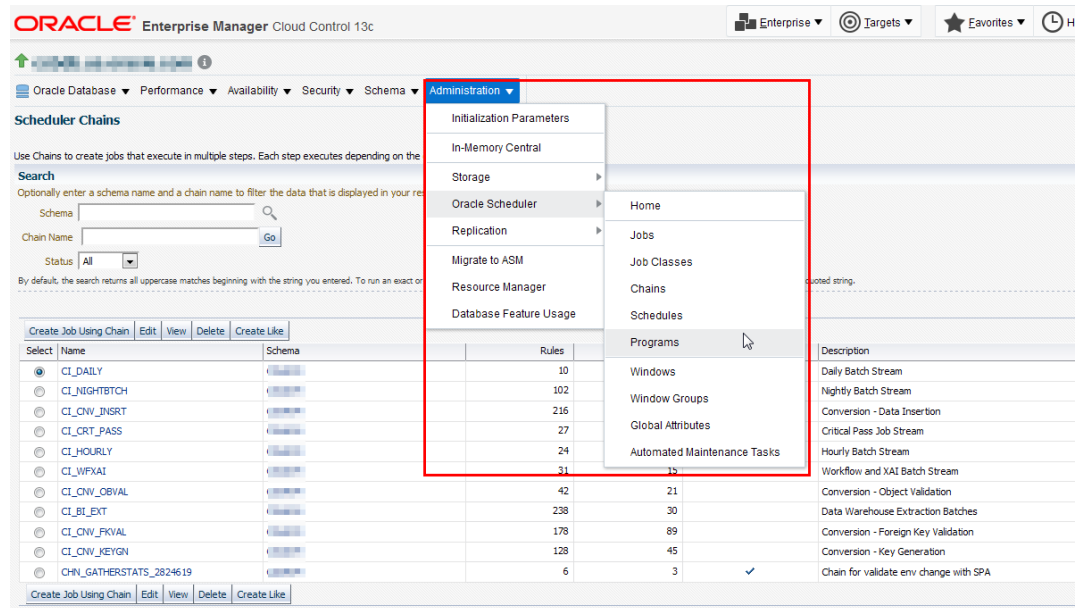 ORACLE Enterprise Manager Cloud Control 13c
Enterprise ▼ Targets ▼ Favorites ▼ H
Oracle Database ▼ Performance ▼ Availability ▼ Security ▼ Schema ▼ Administration ▼
Scheduler Chains
Use Chains to create jobs that execute in multiple steps. Each step executes depending on the
Search
Optionally enter a schema name and a chain name to filter the data that is displayed in your
Schema
Chain Name Go
Status All
By default, the search returns all uppercase matches beginning with the string you entered. To run an exact or
quoted string.
Initialization Parameters
In-Memory Central
Storage
Oracle Scheduler
Replication
Migrate to ASM
Resource Manager
Database Feature Usage
Home
Jobs
Job Classes
Chains
Schedules
Programs
Windows
Window Groups
Global Attributes
Automated Maintenance Tasks
Create Job Using Chain Edit View Delete Create Like
Select Name Schema Rules Description
CI_DAILY 10 Daily Batch Stream
CI_NIGHTBTCH 102 Nightly Batch Stream
CI_CNV_INSRT 216 Conversion - Data Insertion
CI_CRT_PASS 27 Critical Pass Job Stream
CI_HOURLY 24 Hourly Batch Stream
CI_WFXAI 31 15 Workflow and XAI Batch Stream
CI_CNV_OBVAL 42 21 Conversion - Object Validation
CI_BI_EXT 238 30 Data Warehouse Extraction Batches
CI_CNV_FKVAL 178 89 Conversion - Foreign Key Validation
CI_CNV_KEYGN 128 45 Conversion - Key Generation
CHN_GATHERSTATS_2824619 6 3 ✓ Chain for validate env change with SPA
Create Job Using Chain Edit View Delete Create Like